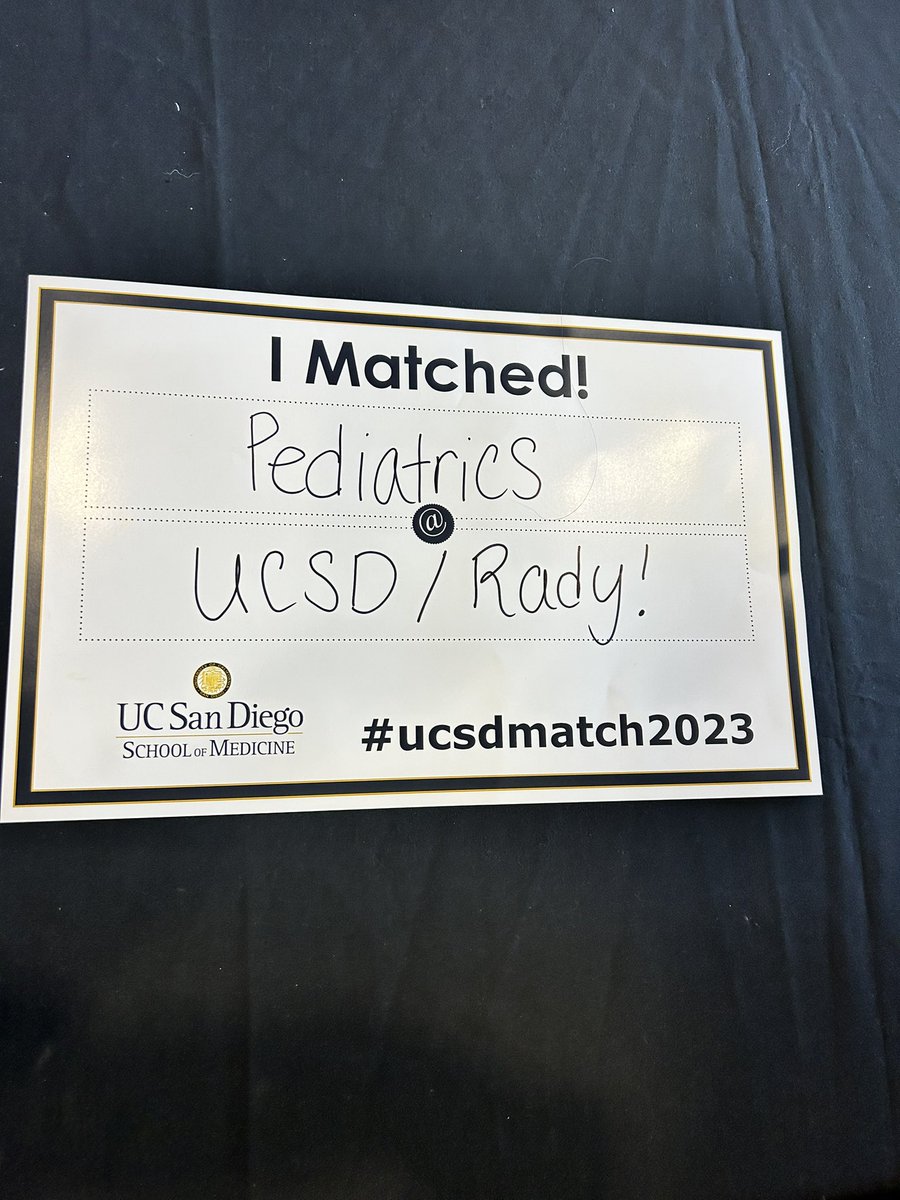 I Matched!
Pediatrics
@
UCSD / Rady!
UC San Diego
SCHOOL OF MEDICINE
#ucsdmatch2023